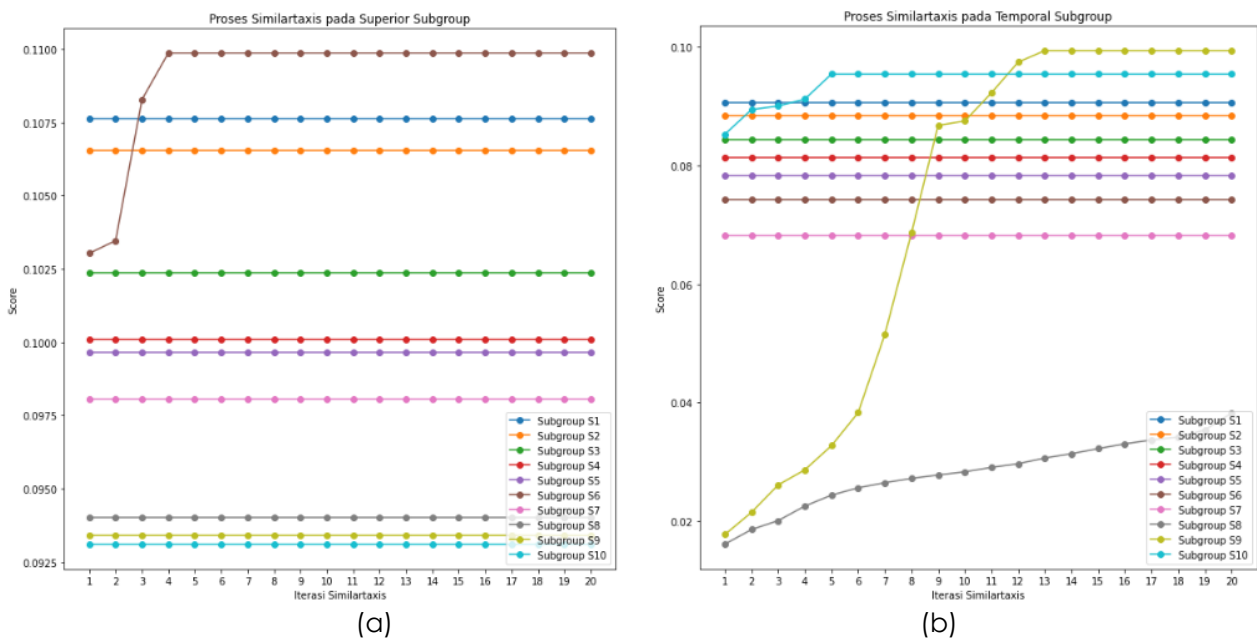 Proses Similartaxis pada Superior Subgroup
0.1100
0.1075
0.1050
0.1025
0.1000
0.0975
0.0950
0.0925
Score
Subgroup S1
Subgroup S2
Subgroup S3
Subgroup S4
Subgroup S5
Subgroup S6
Subgroup S7
Subgroup S8
Subgroup S9
Subgroup S10
1 2 3 4 5 6 7 8 9 10 11 12 13 14 15 16 17 18 19 20
Iterasi Similartaxis
(a)
Proses Similartaxis pada Temporal Subgroup
0.10
0.08
0.06
0.04
0.02
Score
Subgroup S1
Subgroup S2
Subgroup S3
Subgroup S4
Subgroup S5
Subgroup S6
Subgroup S7
Subgroup S8
Subgroup S9
Subgroup S10
1 2 3 4 5 6 7 8 9 10 11 12 13 14 15 16 17 18 19 20
Iterasi Similartaxis
(b)